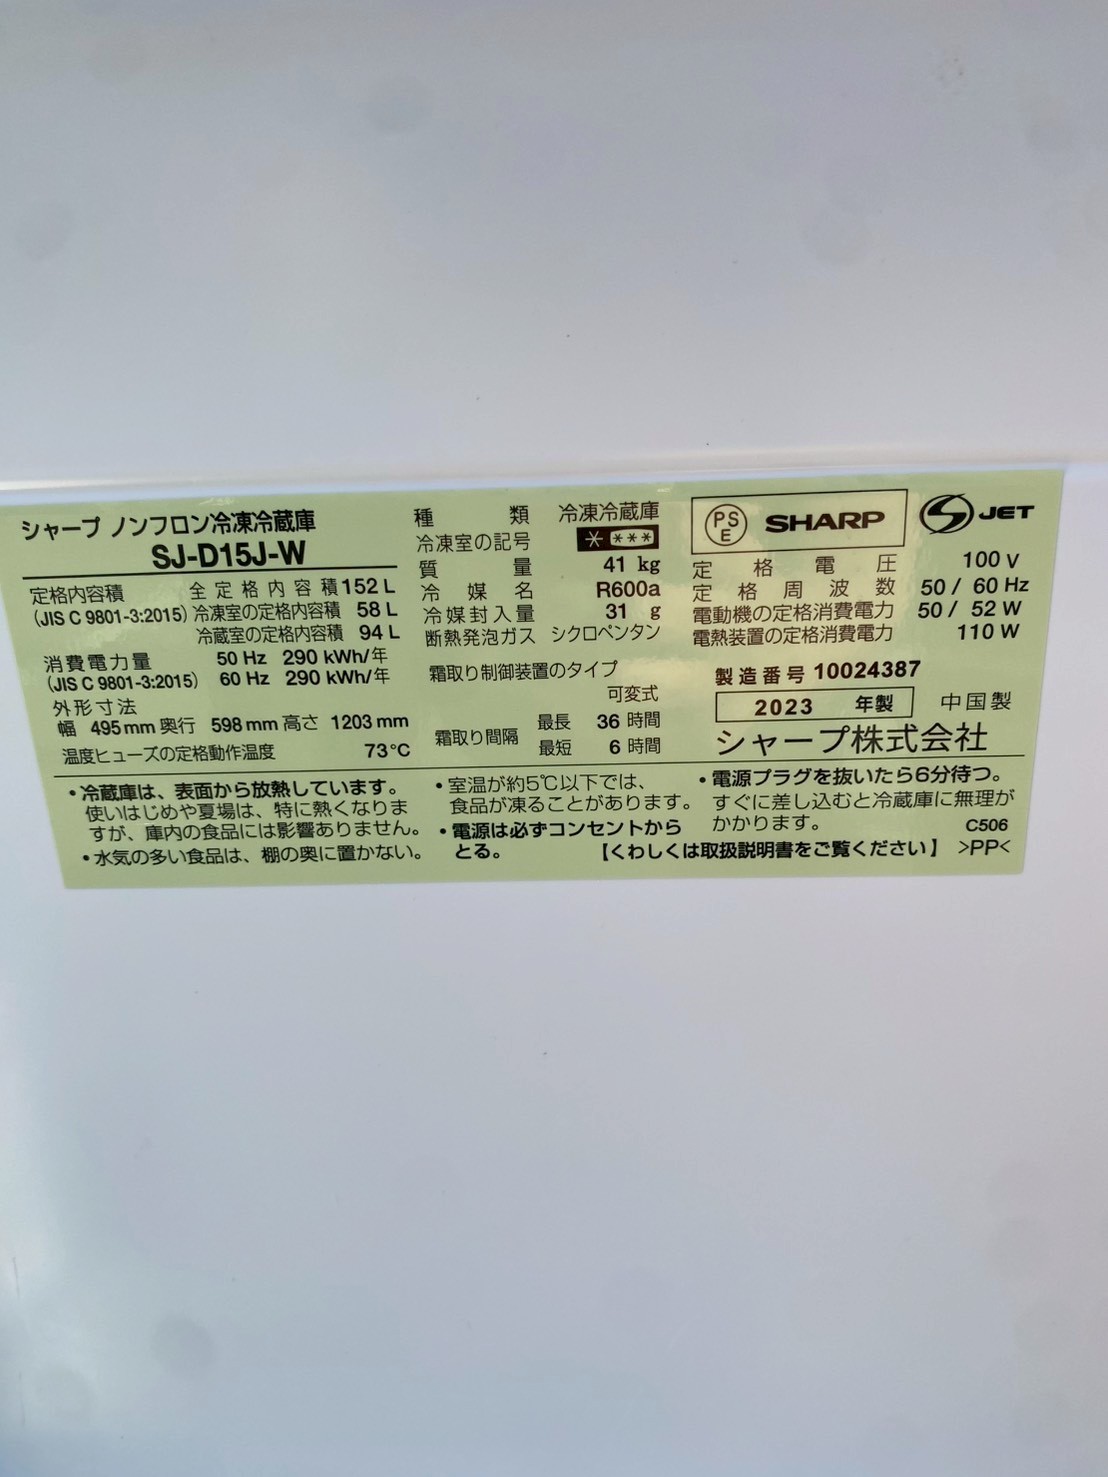 シャープ ノンフロン冷凍冷蔵庫
SJ-D15J-W
定格内容積 全定格内容積 152 L
(JIS C 9801-3:2015) 冷凍室の定格内容積 58 L
冷蔵室の定格内容積 94 L
消費電力量 50 Hz 290 kWh/年
(JIS C 9801-3:2015) 60 Hz 290 kWh/年
外形寸法
幅 495 mm 奥行 598 mm 高さ 1203 mm
温度ヒューズの定格動作温度 73℃
種類 冷凍冷蔵庫
冷凍室の記号 * ***
質量 41 kg
冷媒名 R600a
冷媒封入量 31 g
断熱発泡ガス シクロペンタン
霜取り制御装置のタイプ
可変式
霜取り間隔 最長 36 時間
最短 6 時間
PS E SHARP S JET
定格電圧 100 V
定格周波数 50 / 60 Hz
電動機の定格消費電力 50 / 52 W
電熱装置の定格消費電力 110 W
製造番号 10024387
2023 年製 中国製
シャープ株式会社
・冷蔵庫は、表面から放熱しています。
使いはじめや夏場は、特に熱くなりま
すが、庫内の食品には影響ありません。
・水気の多い食品は、棚の奥に置かない。
・室温が約5℃以下では、
食品が凍ることがあります。
・電源は必ずコンセントから
とる。
・電源プラグを抜いたら6分待つ。
すぐに差し込むと冷蔵庫に無理が
かかります。 C506
【くわしくは取扱説明書をご覧ください】 >PP<